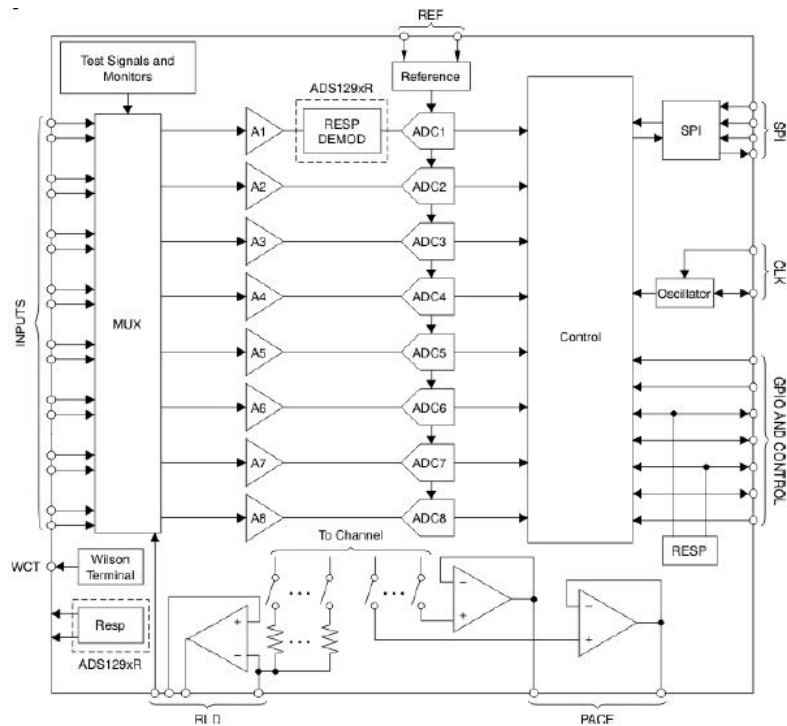 REF
Test Signals and
Monitors
Reference
ADS129xR
RESP
DEMOD
A1
ADC1
SPI
SPI
A2
ADC2
A3
ADC3
CLK
A4
ADC4
Oscillator
INPUTS
MUX
Control
A5
ADC5
A6
ADC6
GPIO AND CONTROL
A7
ADC7
A8
ADC8
To Channel
RESP
WCT
Wilson
Terminal
Resp
ADS129xR
RLD
PACE